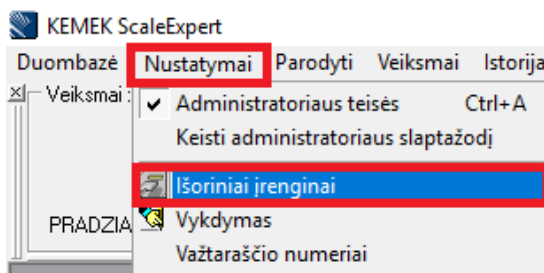 KEMEK ScaleExpert
Duombazė Nustatymai Parodyti Veiksmai Istorija
Veiksmai:
Administratoriaus teisės Ctrl+A
Keisti administratoriaus slaptažodį
Išoriniai įrenginai
PRADZIA Vykdymas
Važtaraščio numeriai